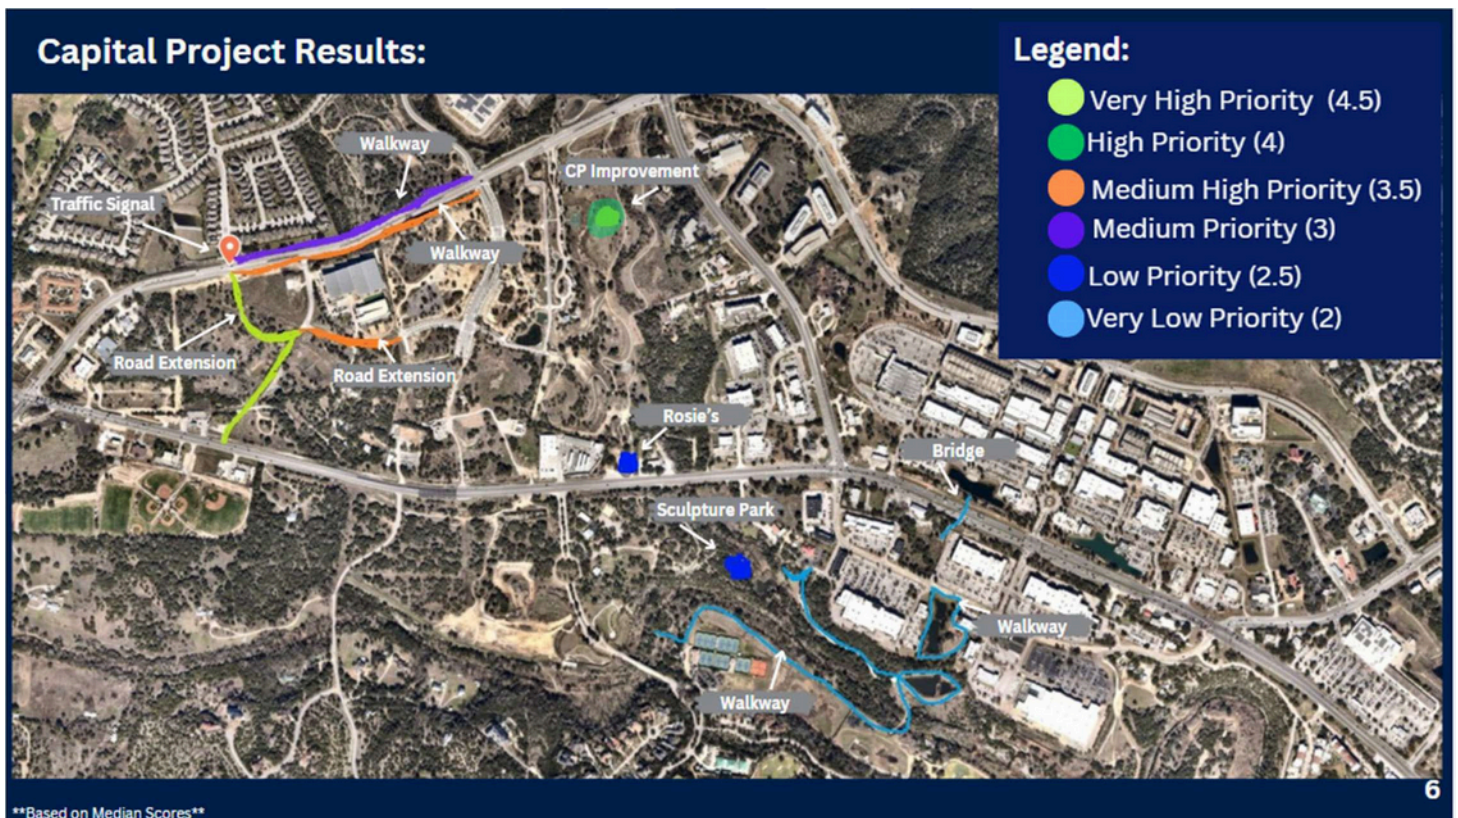 Capital Project Results:
Legend:
Very High Priority (4.5)
High Priority (4)
Medium High Priority (3.5)
Medium Priority (3)
Low Priority (2.5)
Very Low Priority (2)
Walkway
CP Improvement
Traffic Signal
Walkway
Road Extension
Road Extension
Rosie's
Bridge
Sculpture Park
Walkway
Walkway
6
**Based on Median Scores**